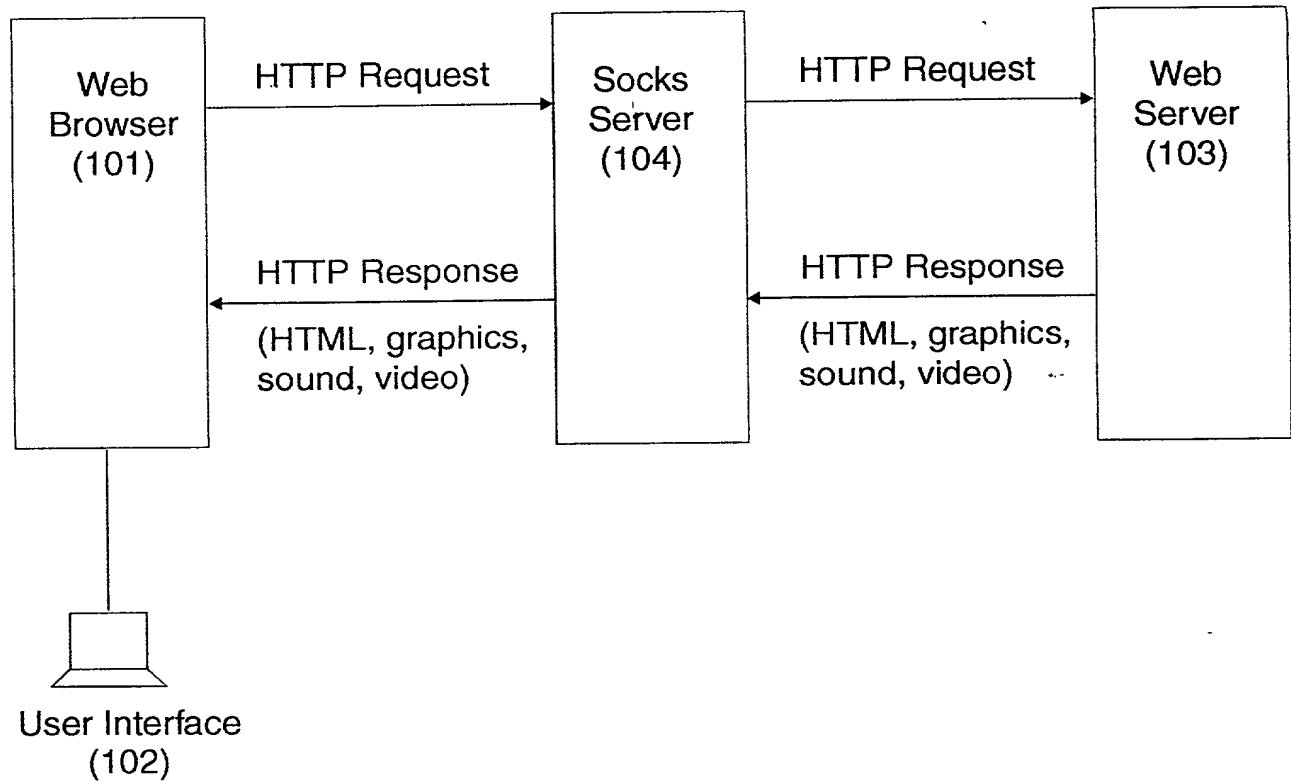 Web
Browser
(101)
HTTP Request
Socks
Server
(104)
HTTP Request
Web
Server
(103)
HTTP Response
(HTML, graphics,
sound, video)
HTTP Response
(HTML, graphics,
sound, video)
User Interface
(102)